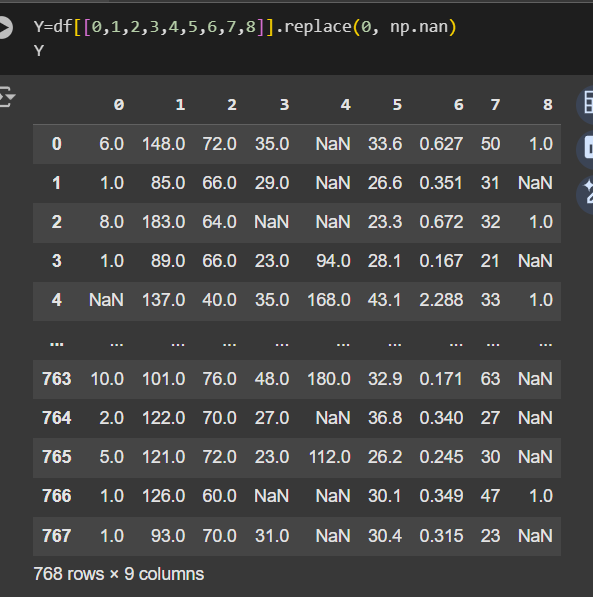 Y=df[[0,1,2,3,4,5,6,7,8]].replace(0, np.nan)
Y
0 1 2 3 4 5 6 7 8
0 6.0 148.0 72.0 35.0 NaN 33.6 0.627 50 1.0
1 1.0 85.0 66.0 29.0 NaN 26.6 0.351 31 NaN
2 8.0 183.0 64.0 NaN NaN 23.3 0.672 32 1.0
3 1.0 89.0 66.0 23.0 94.0 28.1 0.167 21 NaN
4 NaN 137.0 40.0 35.0 168.0 43.1 2.288 33 1.0
... ... ... ... ... ... ... ... ... ...
763 10.0 101.0 76.0 48.0 180.0 32.9 0.171 63 NaN
764 2.0 122.0 70.0 27.0 NaN 36.8 0.340 27 NaN
765 5.0 121.0 72.0 23.0 112.0 26.2 0.245 30 NaN
766 1.0 126.0 60.0 NaN NaN 30.1 0.349 47 1.0
767 1.0 93.0 70.0 31.0 NaN 30.4 0.315 23 NaN
768 rows × 9 columns